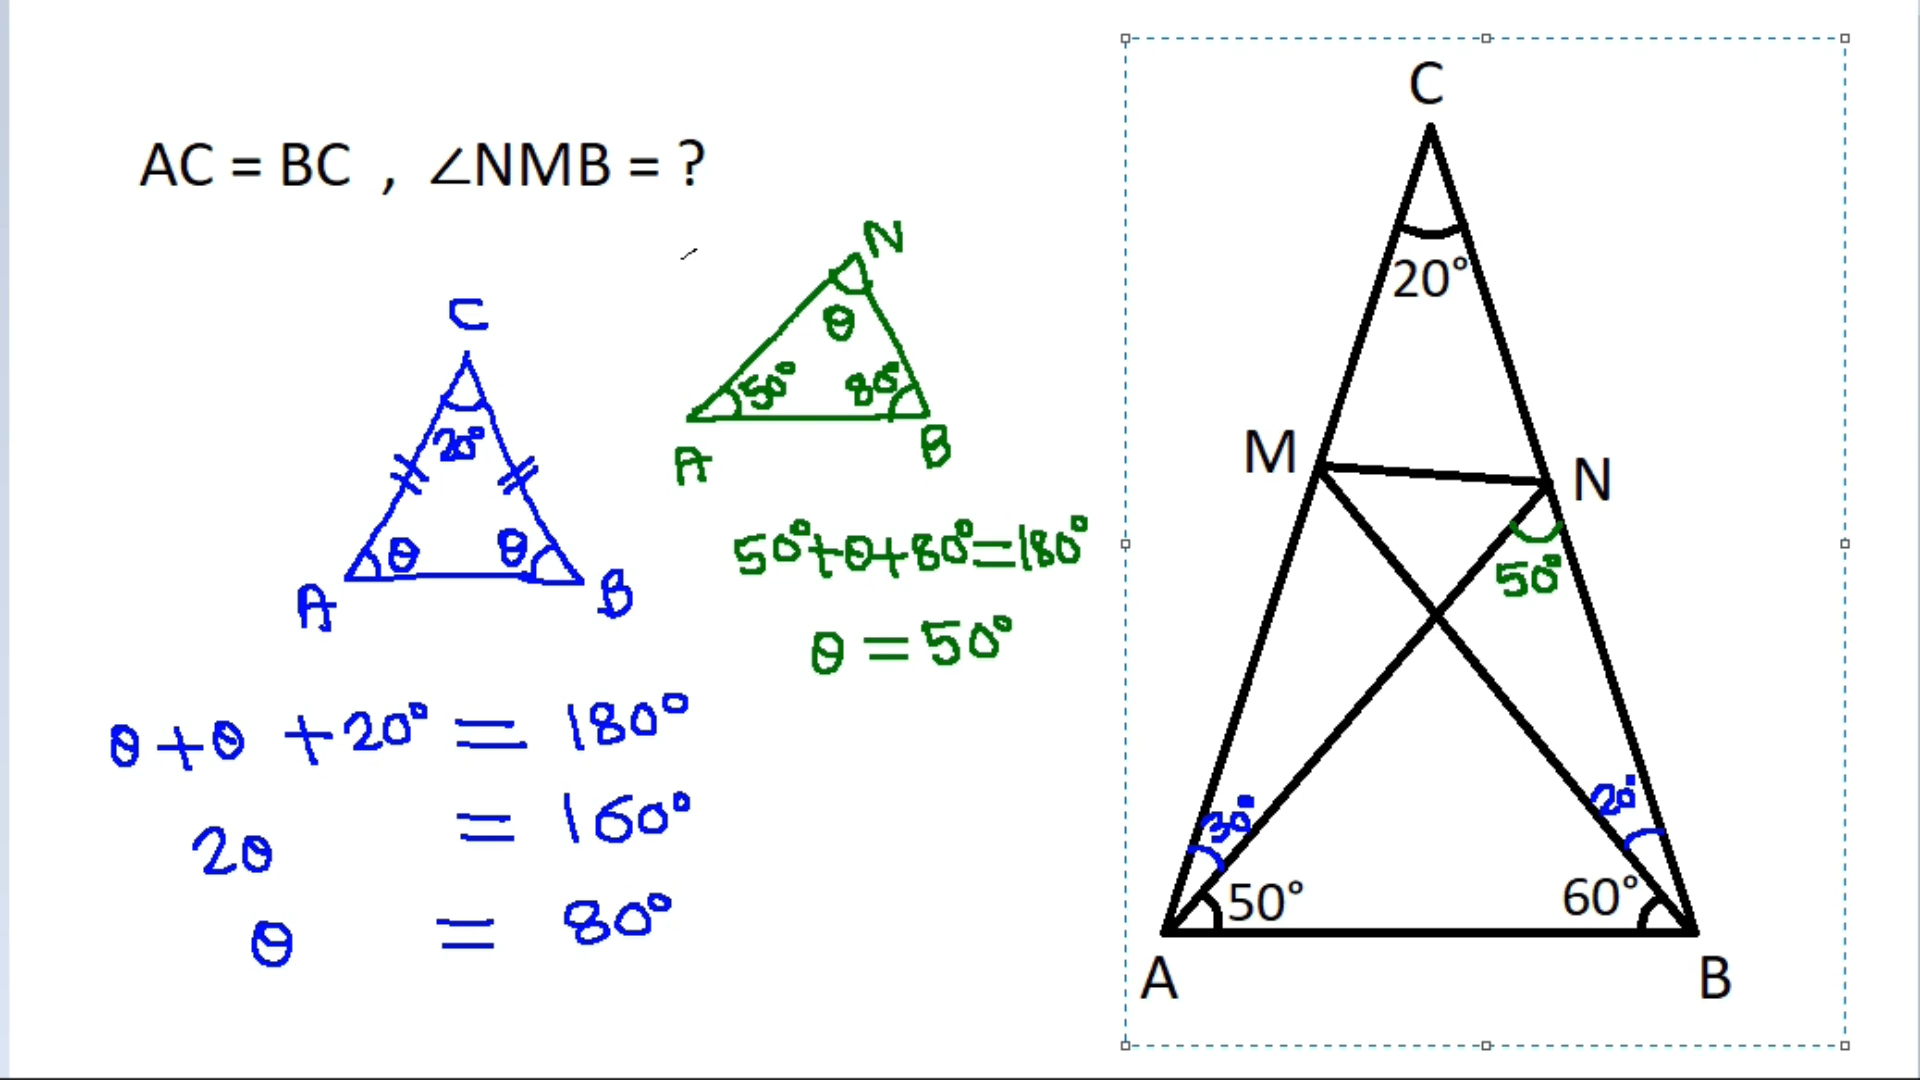 AC = BC , ∠NMB = ?
C
20°
θ θ
A B
N
θ
50° 80°
A B
50°+θ+80°=180°
θ = 50°
θ+θ +20° = 180°
2θ = 160°
θ = 80°
C
20°
M N
50°
30° 20°
50° 60°
A B